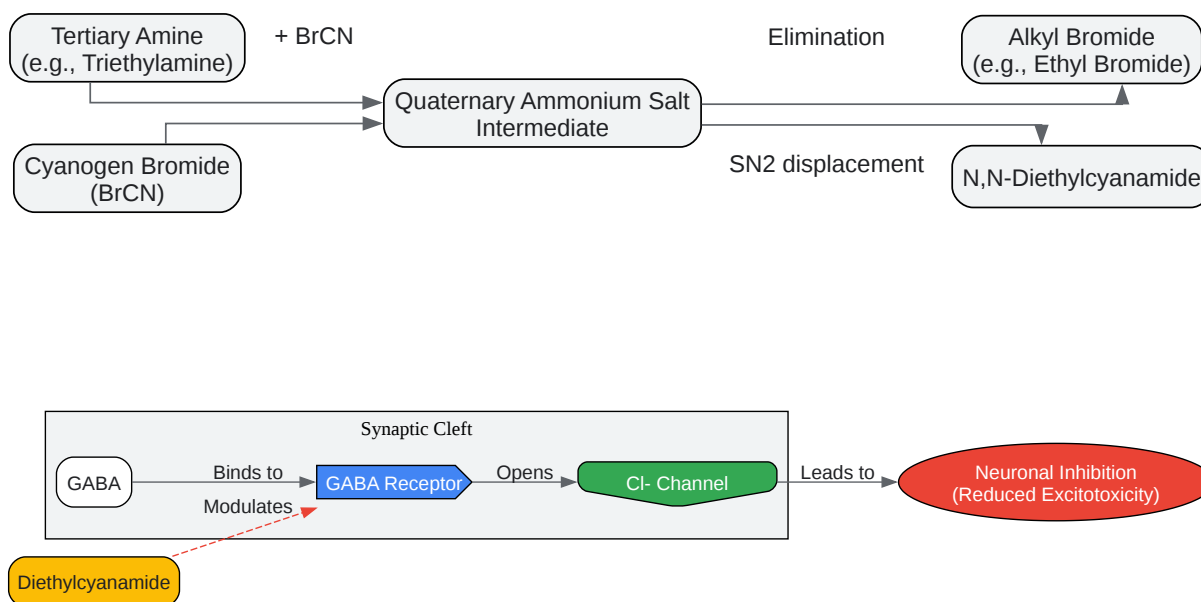 Tertiary Amine
(e.g., Triethylamine)
+ BrCN
Elimination
Alkyl Bromide
(e.g., Ethyl Bromide)
Quaternary Ammonium Salt
Intermediate
Cyanogen Bromide
(BrCN)
SN2 displacement
N,N-Diethylcyanamide
Synaptic Cleft
GABA
Binds to
GABA Receptor
Opens
Cl- Channel
Leads to
Neuronal Inhibition
(Reduced Excitotoxicity)
Modulates
Diethylcyanamide